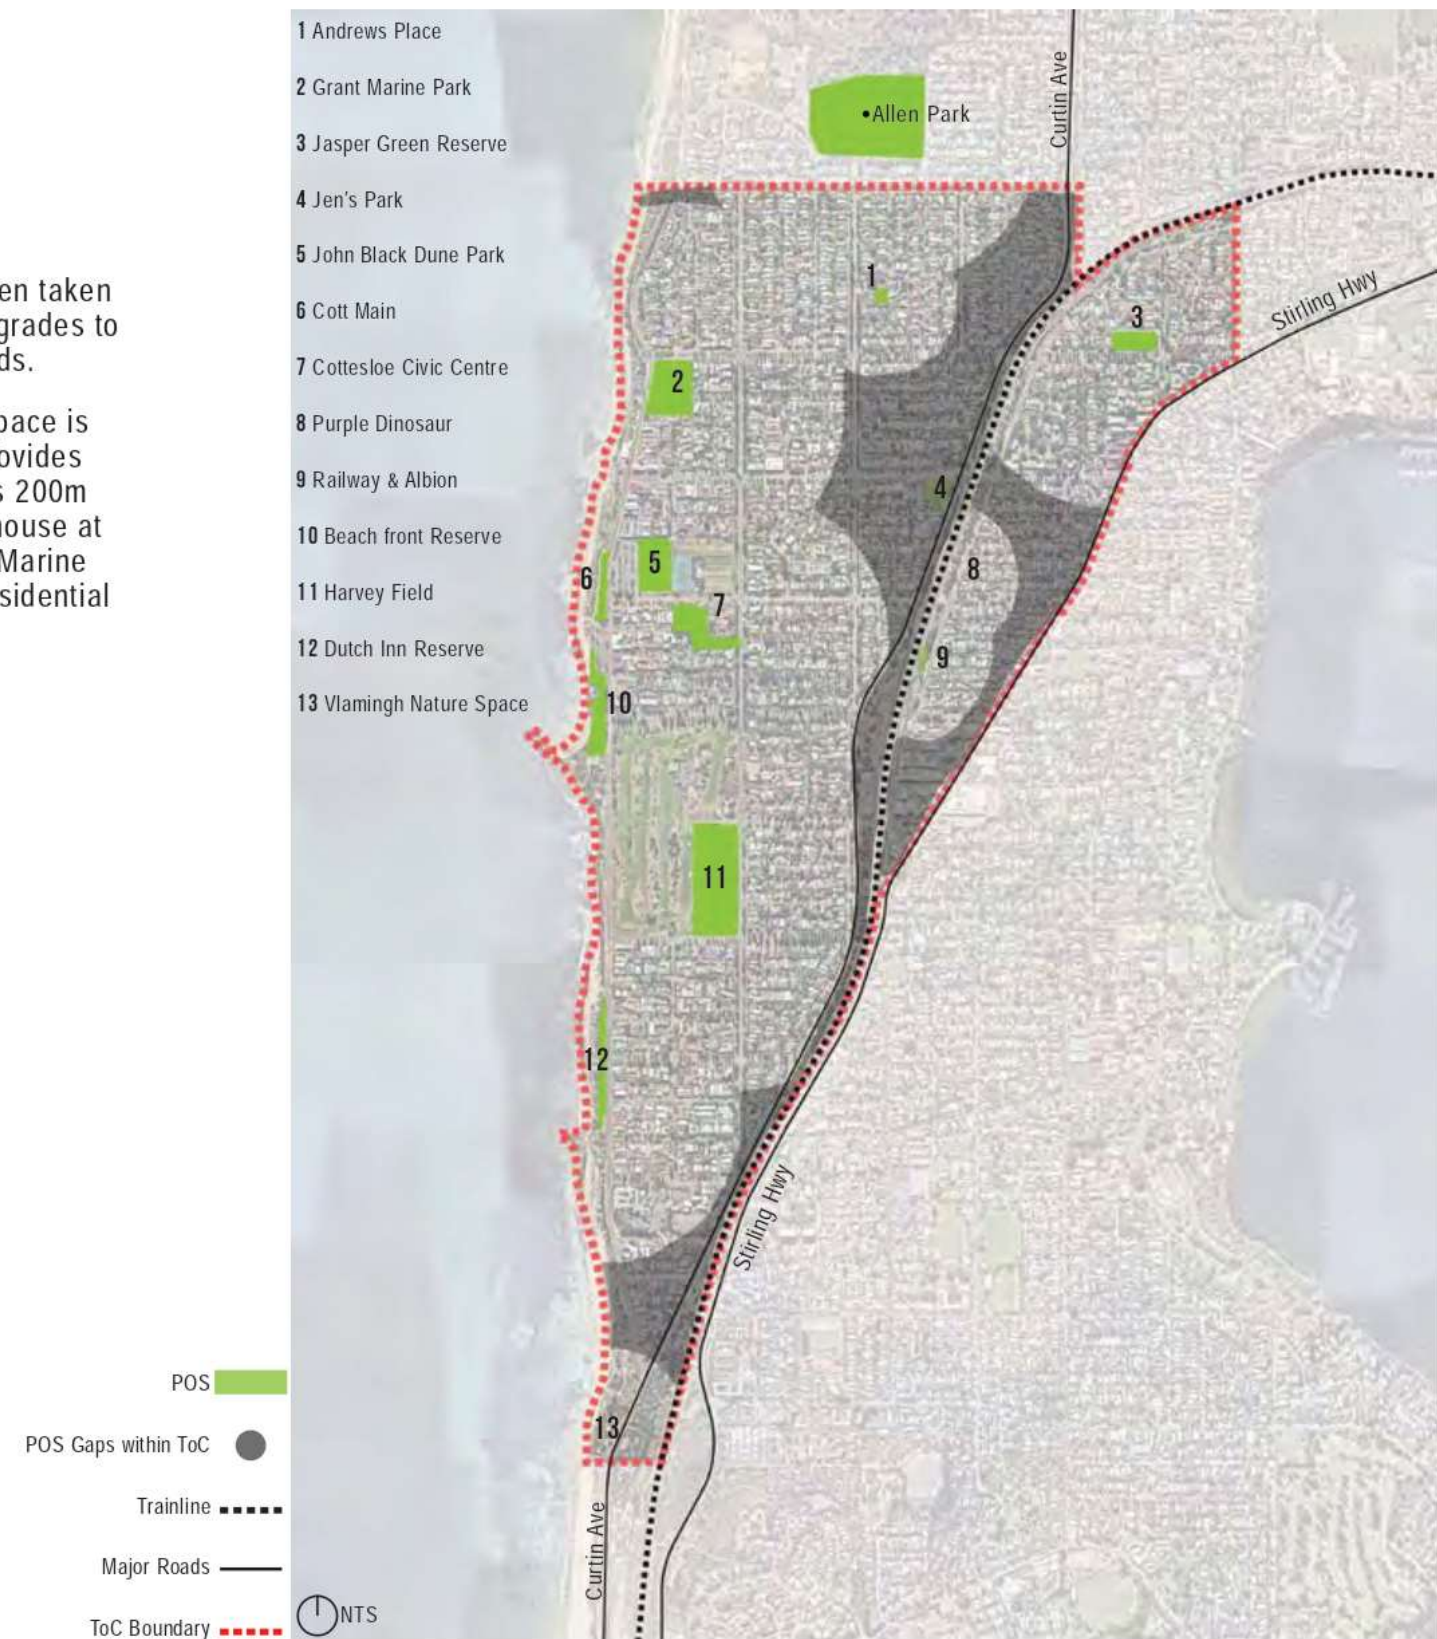 en taken
grades to
ds.
pace is
ovides
s 200m
house at
Marine
sidential
1 Andrews Place
2 Grant Marine Park
3 Jasper Green Reserve
4 Jen's Park
5 John Black Dune Park
6 Cott Main
7 Cottesloe Civic Centre
8 Purple Dinosaur
9 Railway & Albion
10 Beach front Reserve
11 Harvey Field
12 Dutch Inn Reserve
13 Vlamingh Nature Space
•Allen Park
Curtin Ave
Stirling Hwy
1
2
3
4
5
6
7
8
9
10
11
12
13
Stirling Hwy
Curtin Ave
POS
POS Gaps within ToC
Trainline
Major Roads
ToC Boundary
NTS